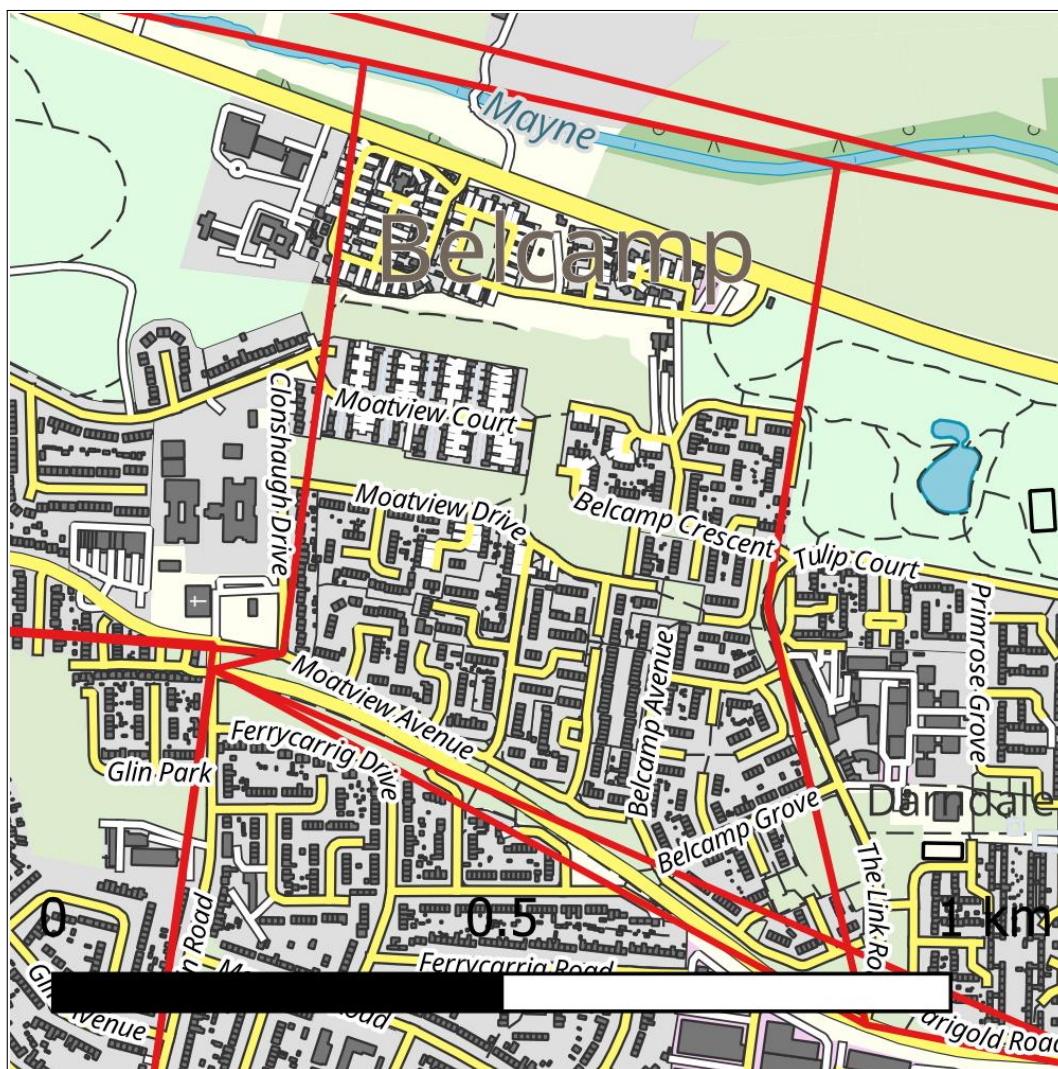 Mayne
Belcamp
Clonshaugh Drive
Moatview Court
Moatview Drive
Belcamp Crescent
Tulip Court
Primrose Grove
Belcamp Avenue
Moatview Avenue
Ferrycarrig Drive
Glin Park
Darndale
Belcamp Grove
The Link Ro
0
0.5
1 km
n Road
Ferrycarrig Road
Road
Avenue
arigold Road